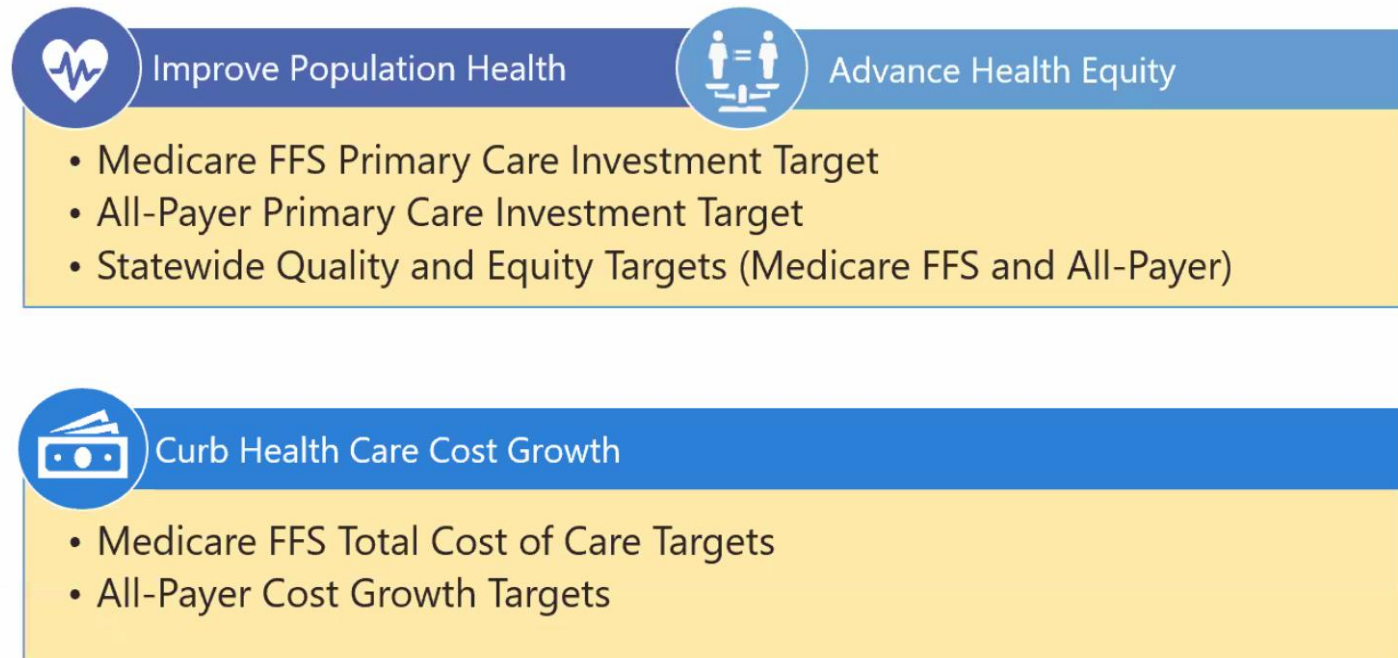 Improve Population Health
Advance Health Equity
• Medicare FFS Primary Care Investment Target
• All-Payer Primary Care Investment Target
• Statewide Quality and Equity Targets (Medicare FFS and All-Payer)
Curb Health Care Cost Growth
• Medicare FFS Total Cost of Care Targets
• All-Payer Cost Growth Targets